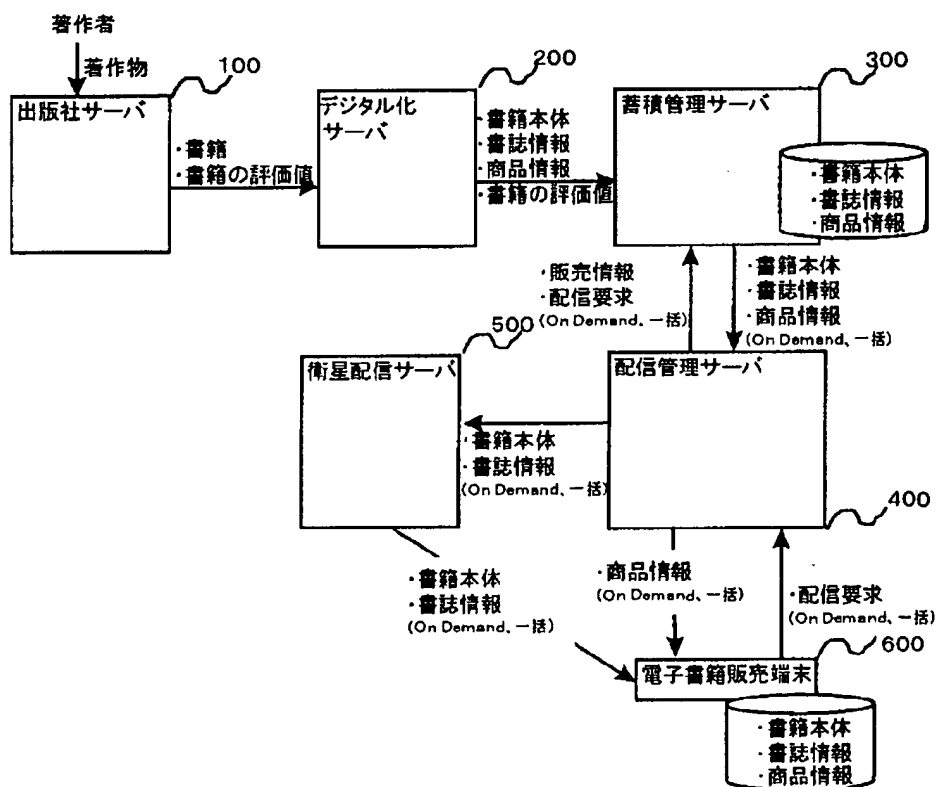 著作者
著作物
100
出版社サーバ
・書籍
・書籍の評価値
200
デジタル化
サーバ
・書籍本体
・書誌情報
・商品情報
・書籍の評価値
300
蓄積管理サーバ
・書籍本体
・書誌情報
・商品情報
・販売情報
・配信要求
(On Demand、一括)
・書籍本体
・書誌情報
・商品情報
(On Demand、一括)
500
衛星配信サーバ
配信管理サーバ
・書籍本体
・書誌情報
(On Demand、一括)
400
・書籍本体
・書誌情報
(On Demand、一括)
・商品情報
(On Demand、一括)
・配信要求
(On Demand、一括)
600
電子書籍販売端末
・書籍本体
・書誌情報
・商品情報